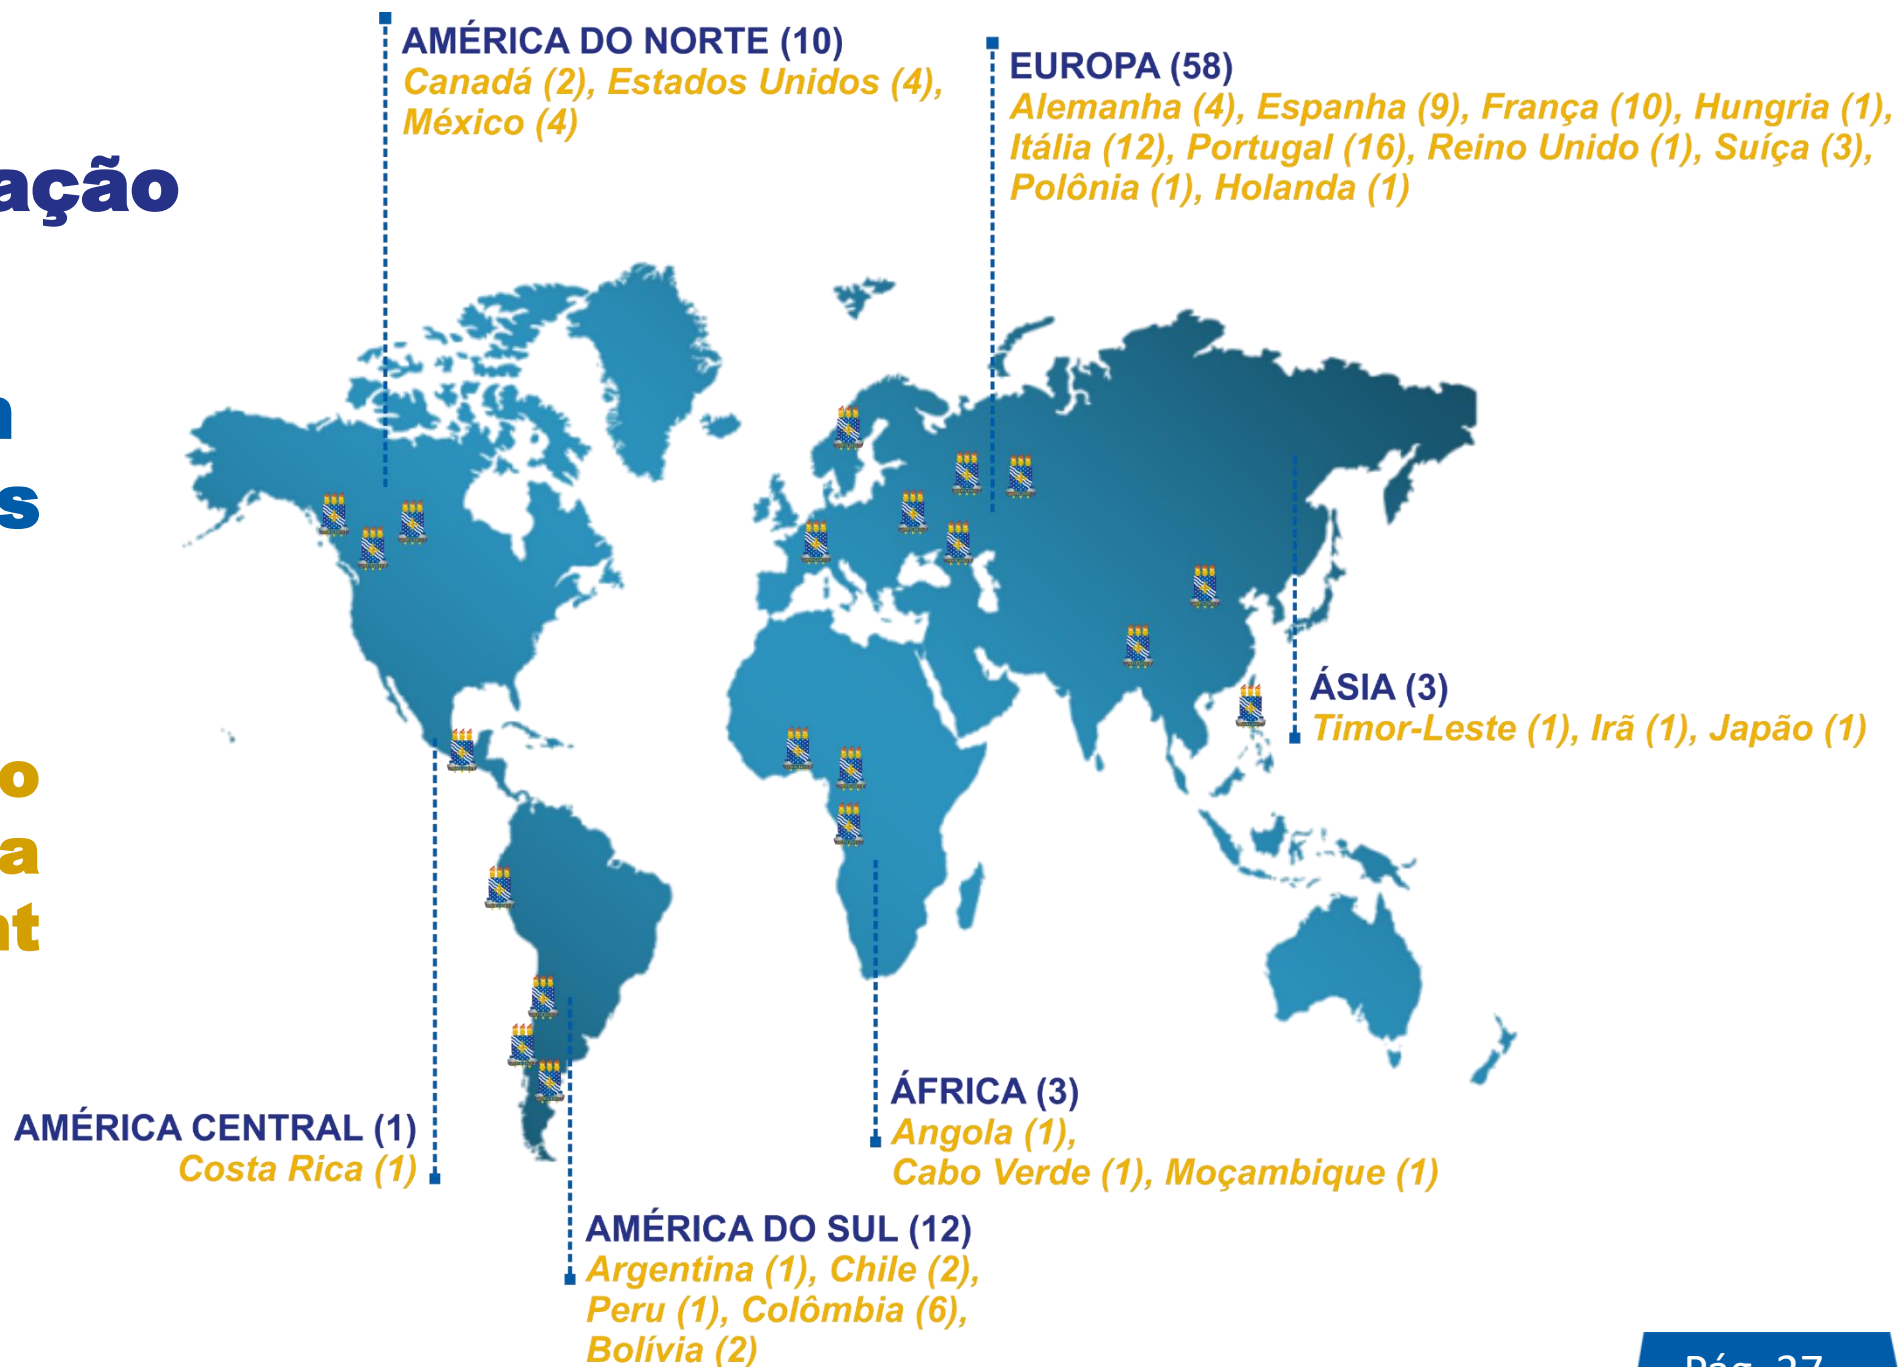 AMÉRICA DO NORTE (10)
Canadá (2), Estados Unidos (4),
México (4)
EUROPA (58)
Alemanha (4), Espanha (9), França (10), Hungria (1),
Itália (12), Portugal (16), Reino Unido (1), Suíça (3),
Polônia (1), Holanda (1)
ação
s
o
a
nt
ÁSIA (3)
Timor-Leste (1), Irã (1), Japão (1)
ÁFRICA (3)
Angola (1),
Cabo Verde (1), Moçambique (1)
AMÉRICA CENTRAL (1)
Costa Rica (1)
AMÉRICA DO SUL (12)
Argentina (1), Chile (2),
Peru (1), Colômbia (6),
Bolívia (2)
Pág. 27